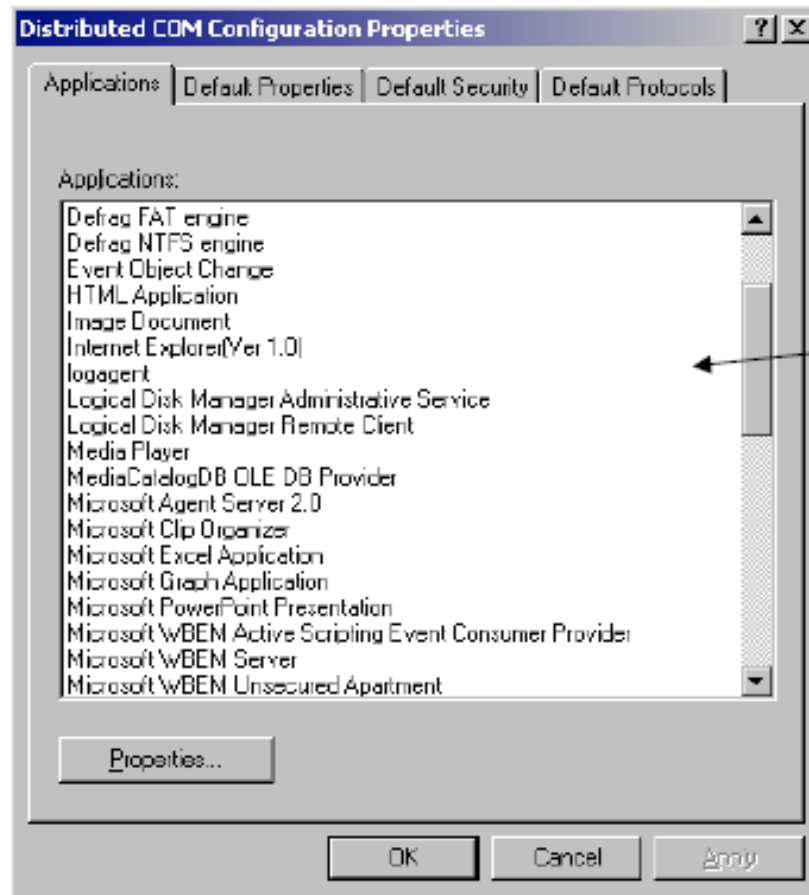 Distributed COM Configuration Properties
Applications
Default Properties
Default Security
Default Protocols
Applications:
Defrag FAT engine
Defrag NTFS engine
Event Object Change
HTML Application
Image Document
Internet Explorer(Ver 1.0)
logagent
Logical Disk Manager Administrative Service
Logical Disk Manager Remote Client
Media Player
MediaCatalogDB OLE DB Provider
Microsoft Agent Server 2.0
Microsoft Clip Organizer
Microsoft Excel Application
Microsoft Graph Application
Microsoft PowerPoint Presentation
Microsoft WBEM Active Scripting Event Consumer Provider
Microsoft WBEM Server
Microsoft WBEM Unsecured Apartment
Properties...
OK
Cancel
Apply